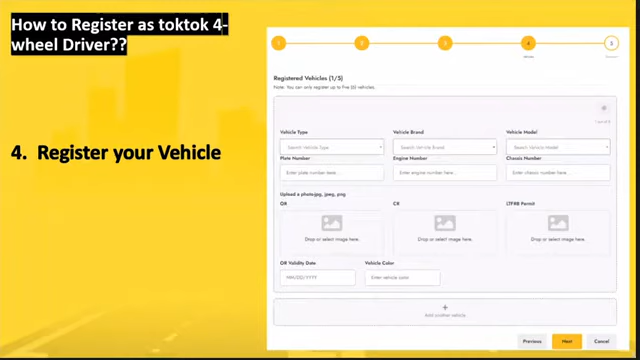 How to Register as toktok 4-
wheel Driver??
4. Register your Vehicle
1 2 3 4 5
Registered Vehicles (1/5)
Note: You can only register up to five (5) vehicles.
Vehicle Type Vehicle Brand Vehicle Model
Search Vehicle Type Search Vehicle Brand Search Vehicle Model
Plate Number Engine Number Chassis Number
Enter plate number here... Enter engine number here... Enter chassis number here...
Upload a photo: jpg, jpeg, png
OR CR LTFRB Permit
Drop or select image here. Drop or select image here. Drop or select image here.
OR Validity Date Vehicle Color
MM/DD/YYYY Enter vehicle color
+
Add another vehicle
Previous Next Cancel